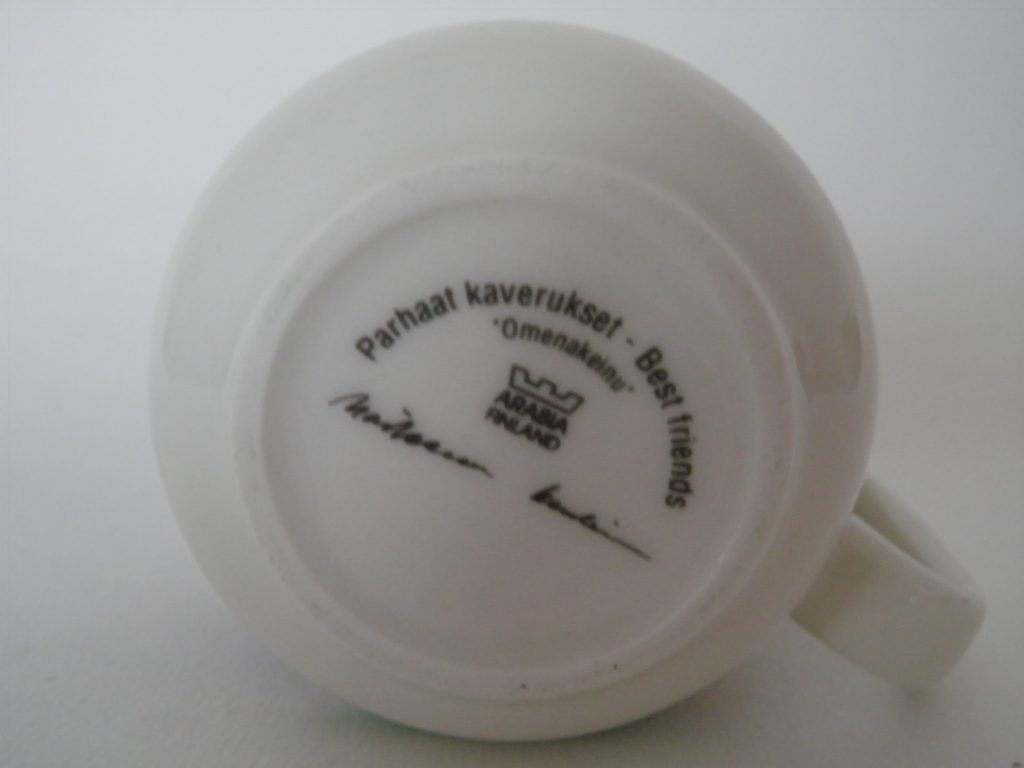 Parhaat kaverukset - Best friends
"Omenakeinu"
ARABIA
FINLAND